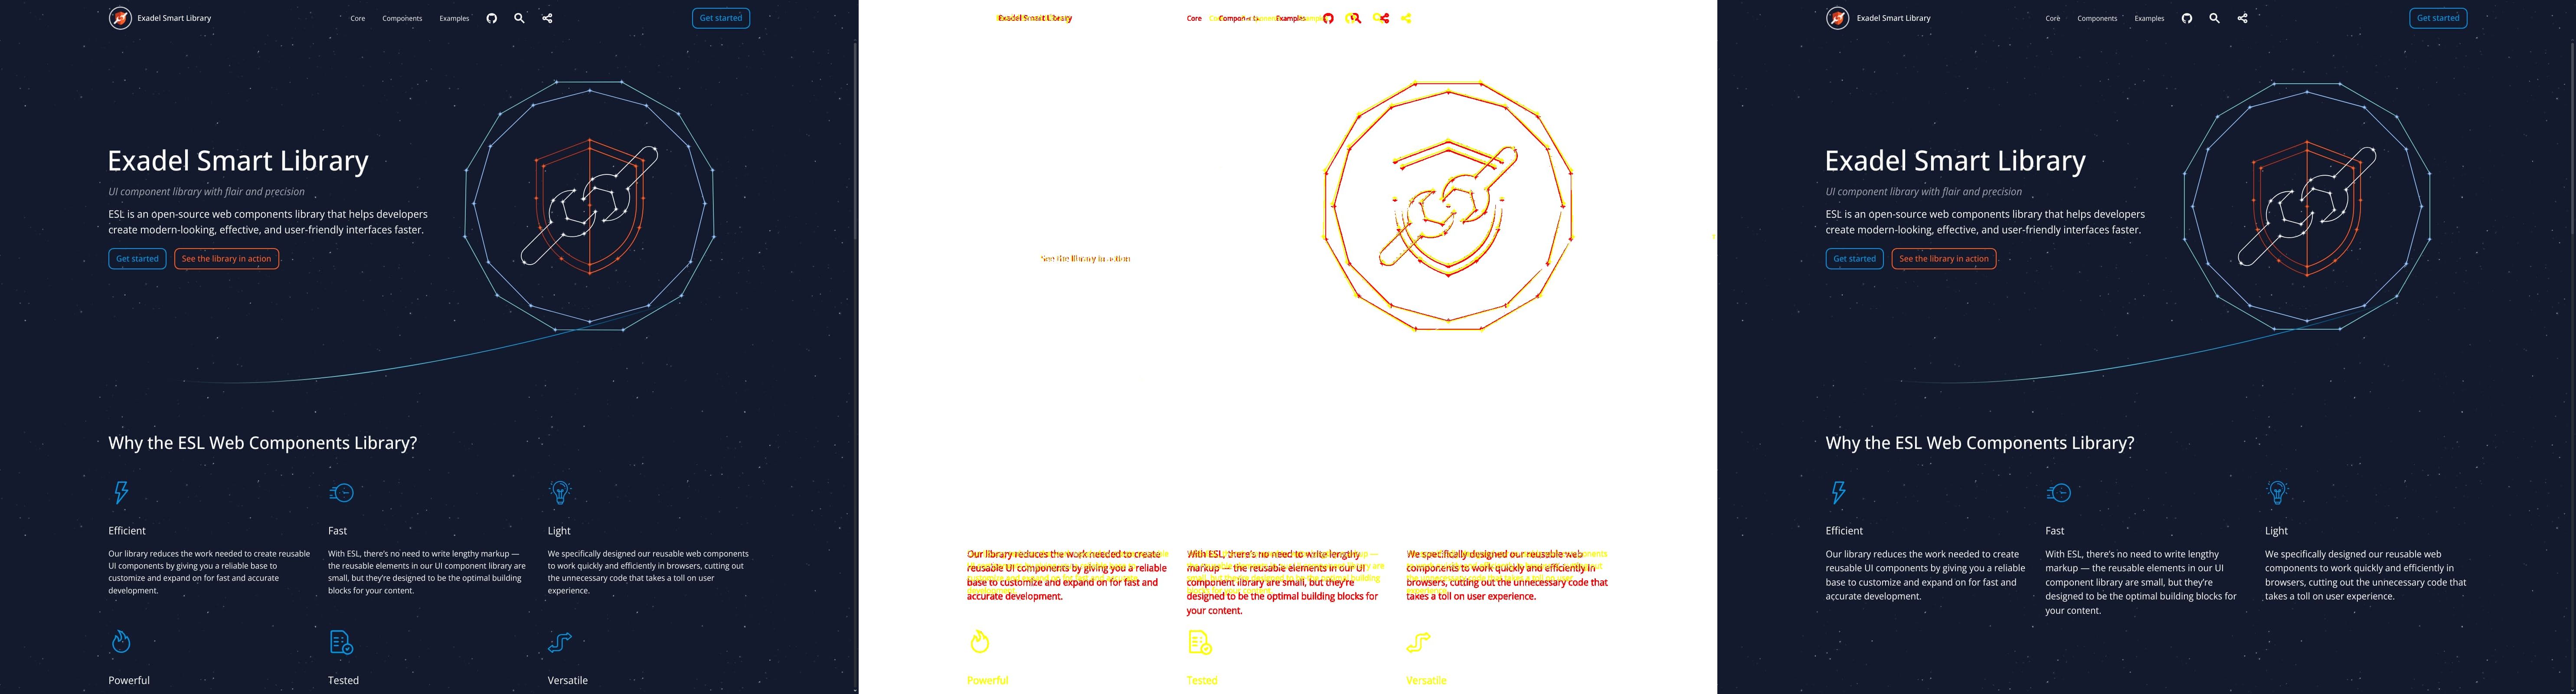 Exadel Smart Library
Core Components Examples
Get started
Exadel Smart Library
UI component library with flair and precision
ESL is an open-source web components library that helps developers
create modern-looking, effective, and user-friendly interfaces faster.
Get started See the library in action
Why the ESL Web Components Library?
Efficient
Our library reduces the work needed to create reusable
UI components by giving you a reliable base to
customize and expand on for fast and accurate
development.
Fast
With ESL, there's no need to write lengthy markup —
the reusable elements in our UI component library are
small, but they're designed to be the optimal building
blocks for your content.
Light
We specifically designed our reusable web components
to work quickly and efficiently in browsers, cutting out
the unnecessary code that takes a toll on user
experience.
Powerful
Tested
Versatile
Exadel Smart Library
Core Components Examples
See the library in action
Our library reduces the work needed to create
reusable UI components by giving you a reliable
base to customize and expand on for fast and
accurate development.
With ESL, there's no need to write lengthy
markup — the reusable elements in our UI
component library are small, but they're
designed to be the optimal building blocks for
your content.
We specifically designed our reusable web
components to work quickly and efficiently in
browsers, cutting out the unnecessary code that
takes a toll on user experience.
Powerful
Tested
Versatile
Exadel Smart Library
Core Components Examples
Get started
Exadel Smart Library
UI component library with flair and precision
ESL is an open-source web components library that helps developers
create modern-looking, effective, and user-friendly interfaces faster.
Get started See the library in action
Why the ESL Web Components Library?
Efficient
Our library reduces the work needed to create
reusable UI components by giving you a reliable
base to customize and expand on for fast and
accurate development.
Fast
With ESL, there's no need to write lengthy
markup — the reusable elements in our UI
component library are small, but they're
designed to be the optimal building blocks for
your content.
Light
We specifically designed our reusable web
components to work quickly and efficiently in
browsers, cutting out the unnecessary code that
takes a toll on user experience.